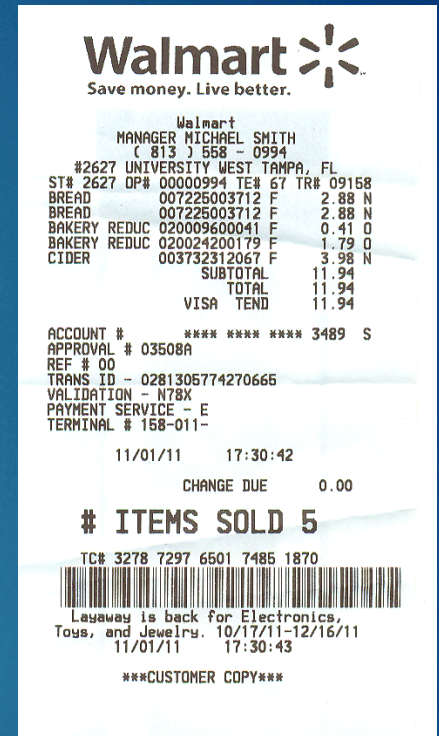 Walmart
Save money. Live better.
Walmart
MANAGER MICHAEL SMITH
( 813 ) 558 - 0994
#2627 UNIVERSITY WEST TAMPA, FL
ST# 2627 OP# 00000994 TE# 67 TR# 09158
BREAD 007225003712 F 2.88 N
BREAD 007225003712 F 2.88 N
BAKERY REDUC 020009600041 F 0.41 O
BAKERY REDUC 020024200179 F 1.79 O
CIDER 003732312067 F 3.98 N
SUBTOTAL 11.94
TOTAL 11.94
VISA TEND 11.94
ACCOUNT # **** **** **** 3489 S
APPROVAL # 03508A
REF # 00
TRANS ID - 0281305774270665
VALIDATION - N78X
PAYMENT SERVICE - E
TERMINAL # 158-011-
11/01/11 17:30:42
CHANGE DUE 0.00
# ITEMS SOLD 5
TC# 3278 7297 6501 7485 1870
Layaway is back for Electronics,
Toys, and Jewelry. 10/17/11-12/16/11
11/01/11 17:30:43
***CUSTOMER COPY***